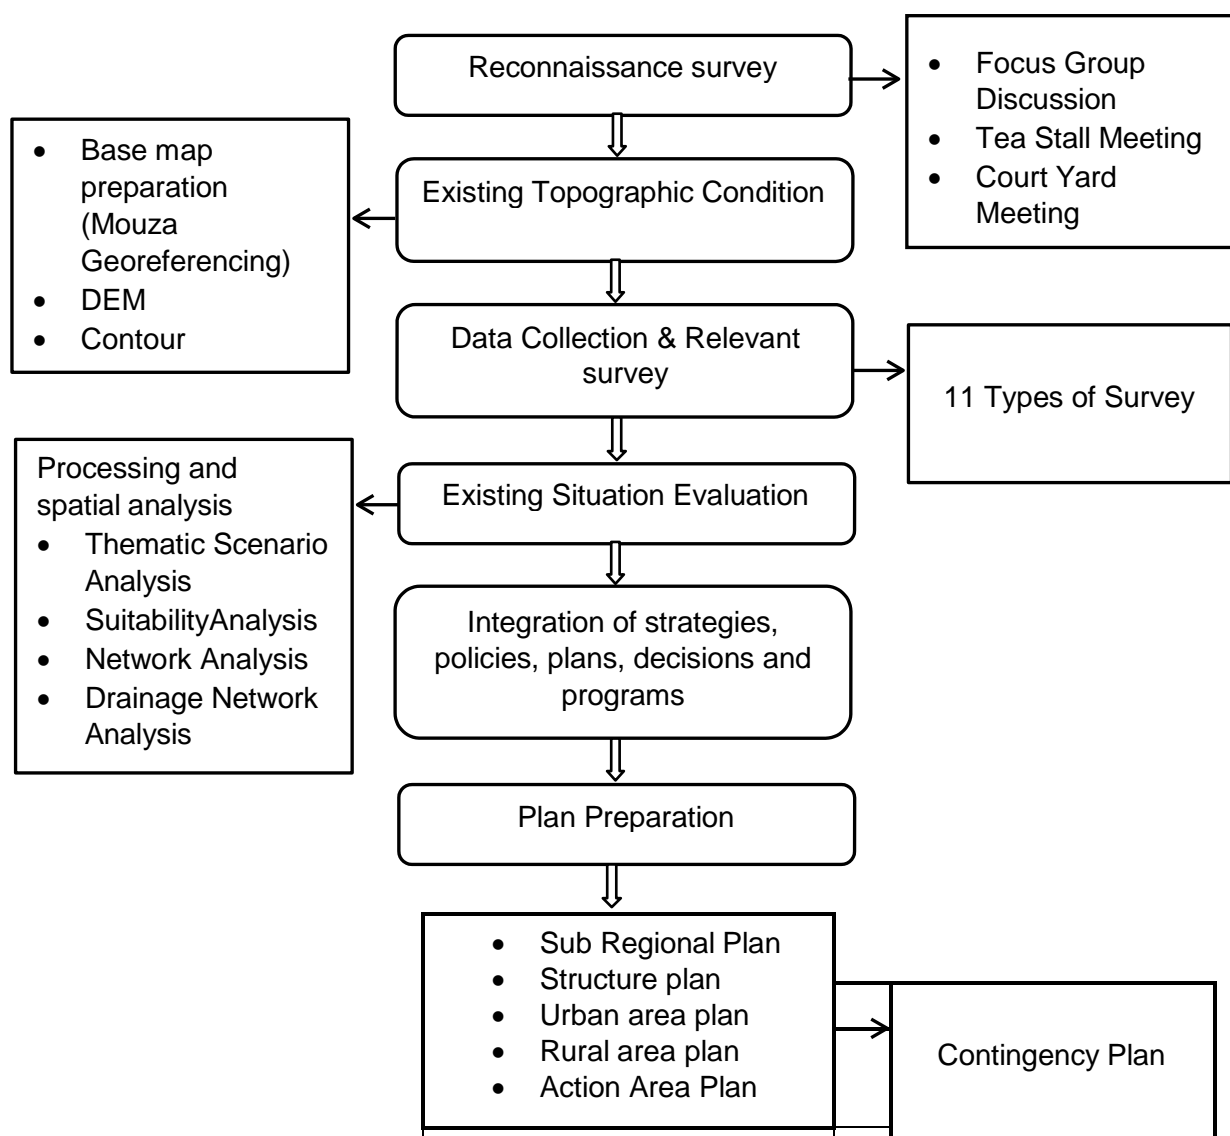 Reconnaissance survey
• Focus Group
Discussion
• Tea Stall Meeting
• Court Yard
Meeting
• Base map
preparation
(Mouza
Georeferencing)
• DEM
• Contour
Existing Topographic Condition
Data Collection & Relevant
survey
11 Types of Survey
Processing and
spatial analysis
• Thematic Scenario
Analysis
• SuitabilityAnalysis
• Network Analysis
• Drainage Network
Analysis
Existing Situation Evaluation
Integration of strategies,
policies, plans, decisions and
programs
Plan Preparation
• Sub Regional Plan
• Structure plan
• Urban area plan
• Rural area plan
• Action Area Plan
Contingency Plan